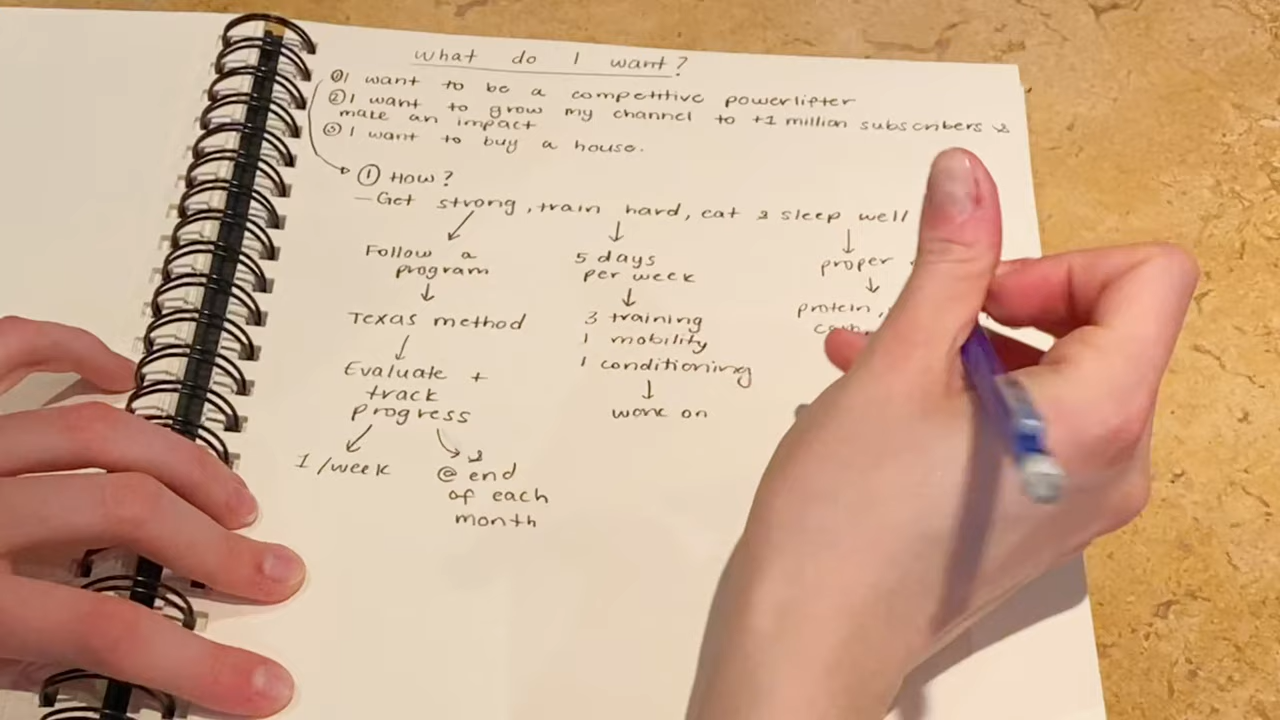 What do I want?
① I want to be a competitive powerlifter
② I want to grow my channel to +1 million subscribers &
make an impact
③ I want to buy a house.
① How?
- Get strong, train hard, eat & sleep well
Follow a
program
Texas method
Evaluate +
track
progress
1/week
&
@ end
of each
month
5 days
per week
3 training
1 mobility
1 conditioning
work on
proper
protein,